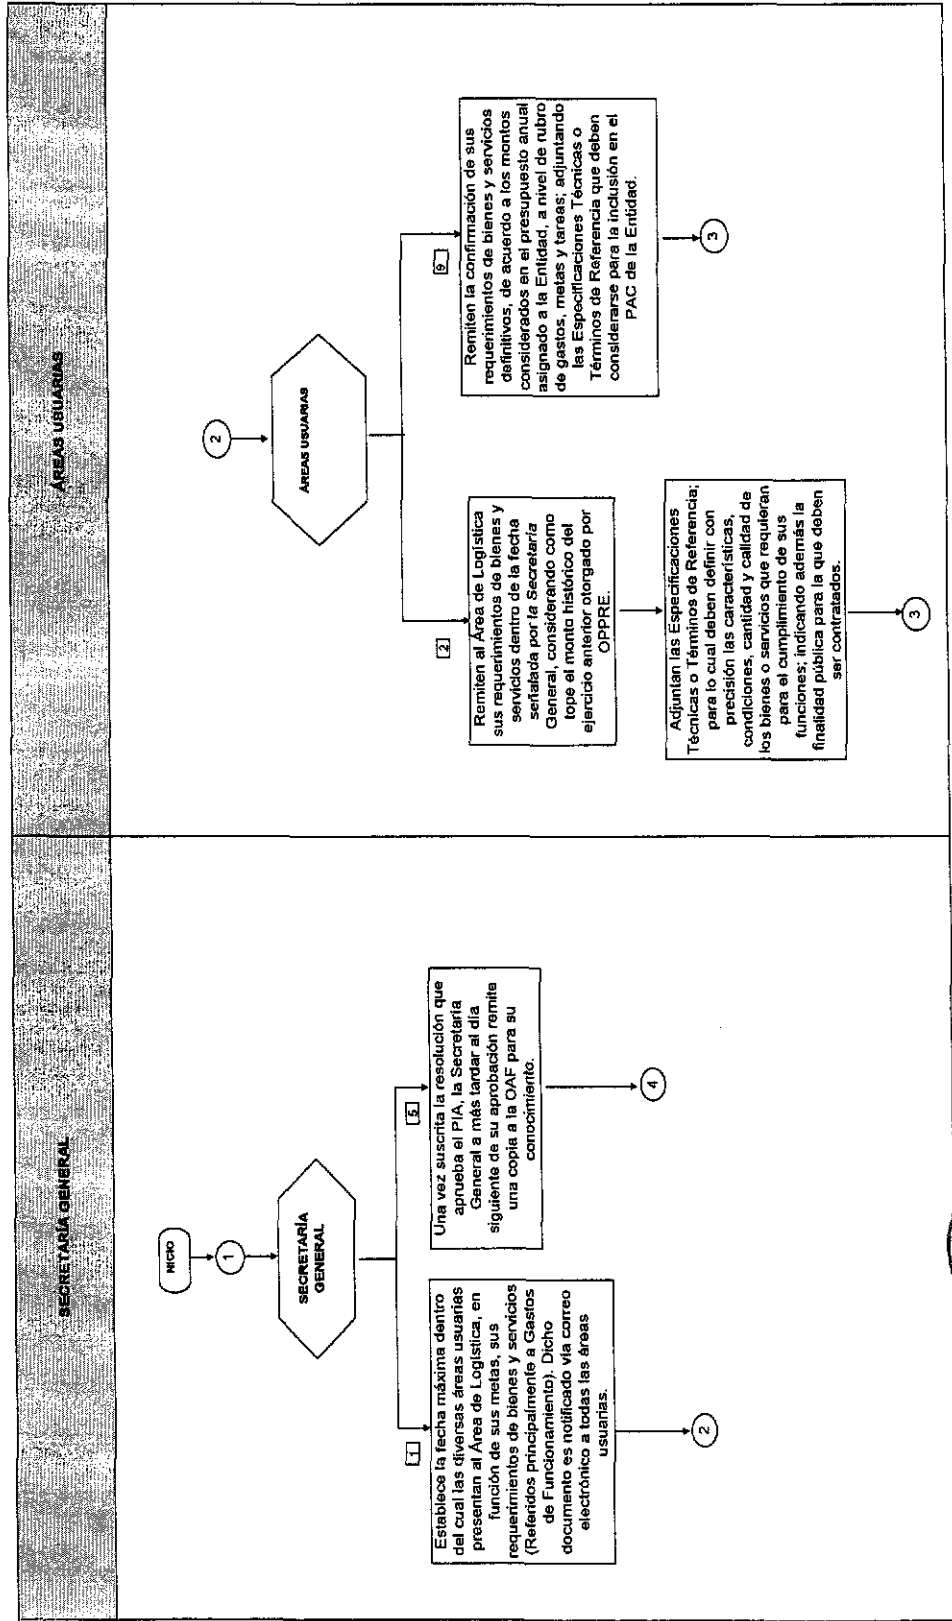 SECRETARÍA GENERAL
NICIO
1
SECRETARÍA
GENERAL
1
Establece la fecha máxima dentro
del cual las diversas áreas usuarias
presentan al Área de Logística, en
función de sus metas, sus
requerimientos de bienes y servicios
(Referidos principalmente a Gastos
de Funcionamiento). Dicho
documento es notificado vía correo
electrónico a todas las áreas
usuarias.
2
5
Una vez suscrita la resolución que
aprueba el PIA, la Secretaría
General a más tardar al día
siguiente de su aprobación remite
una copia a la OAF para su
conocimiento.
4
ÁREAS USUARIAS
2
ÁREAS USUARIAS
2
Remiten al Área de Logística
sus requerimientos de bienes y
servicios dentro de la fecha
señalada por la Secretaría
General, considerando como
tope el monto histórico del
ejercicio anterior otorgado por
OPPRE.
Adjuntan las Especificaciones
Técnicas o Términos de Referencia;
para lo cual deben definir con
precisión las características,
condiciones, cantidad y calidad de
los bienes o servicios que requieran
para el cumplimiento de sus
funciones; indicando además la
finalidad pública para la que deben
ser contratados.
3
9
Remiten la confirmación de sus
requerimientos de bienes y servicios
definitivos, de acuerdo a los montos
considerados en el presupuesto anual
asignado a la Entidad, a nivel de rubro
de gastos, metas y tareas; adjuntando
las Especificaciones Técnicas o
Términos de Referencia que deben
considerarse para la inclusión en el
PAC de la Entidad.
3